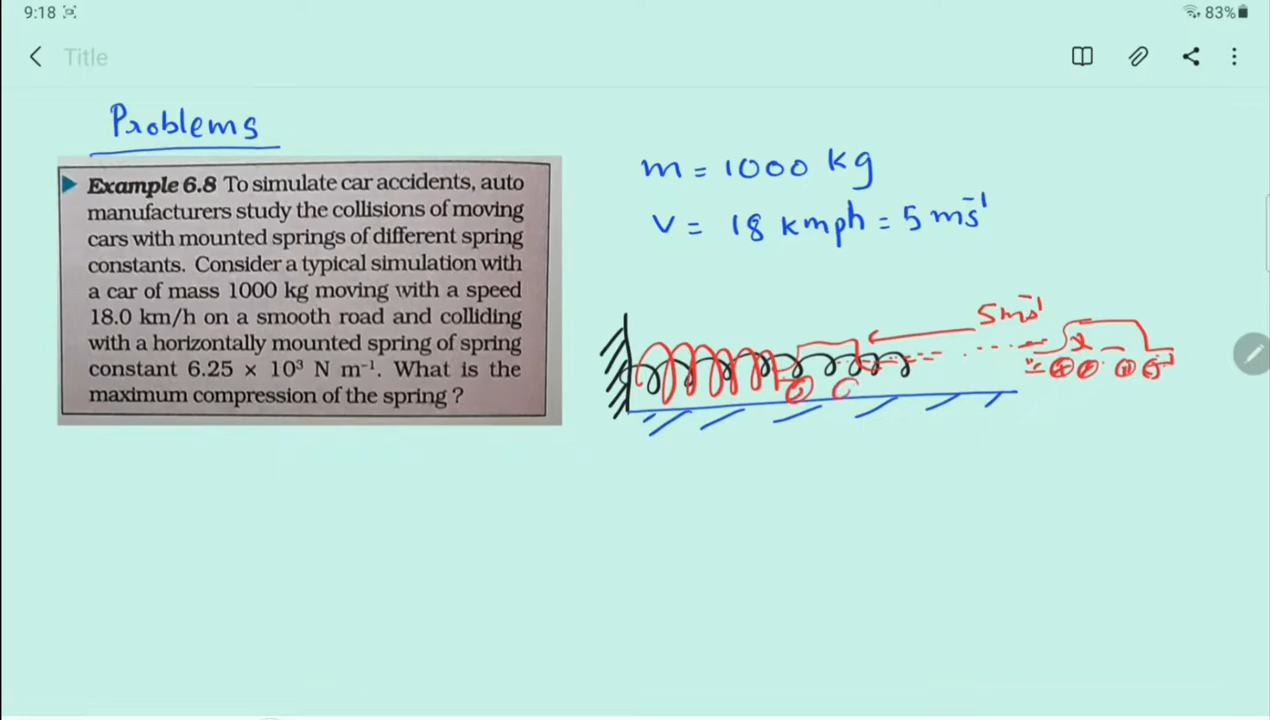 9:18
83%
Title
Problems
Example 6.8 To simulate car accidents, auto
manufacturers study the collisions of moving
cars with mounted springs of different spring
constants. Consider a typical simulation with
a car of mass 1000 kg moving with a speed
18.0 km/h on a smooth road and colliding
with a horizontally mounted spring of spring
constant 6.25 × 10³ N m⁻¹. What is the
maximum compression of the spring ?
m = 1000 kg
v = 18 kmph = 5 ms⁻¹
5 ms⁻¹